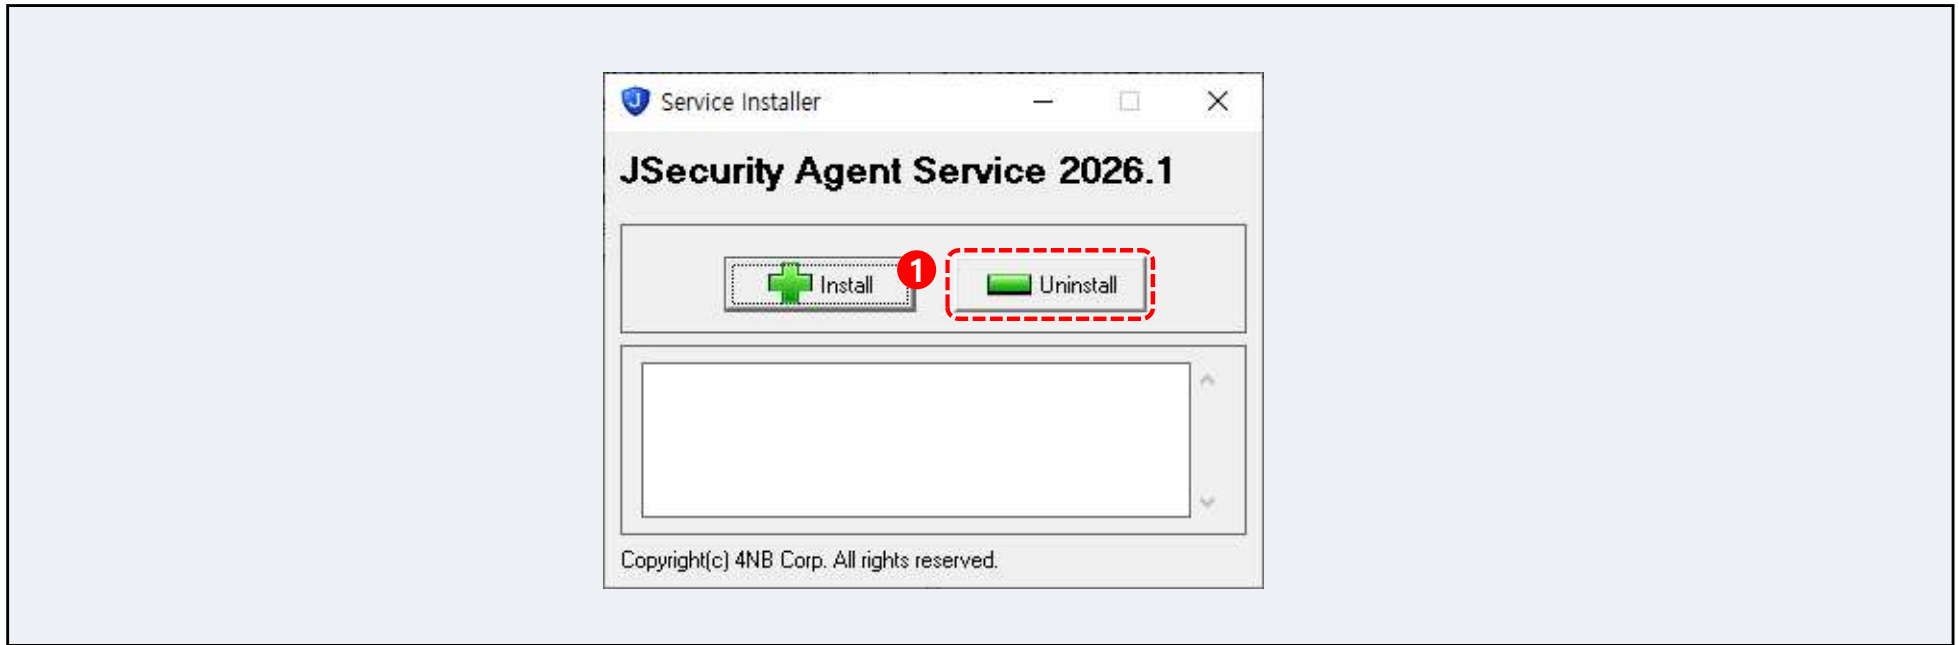 Service Installer
JSecurity Agent Service 2026.1
Install
1
Uninstall
Copyright(c) 4NB Corp. All rights reserved.